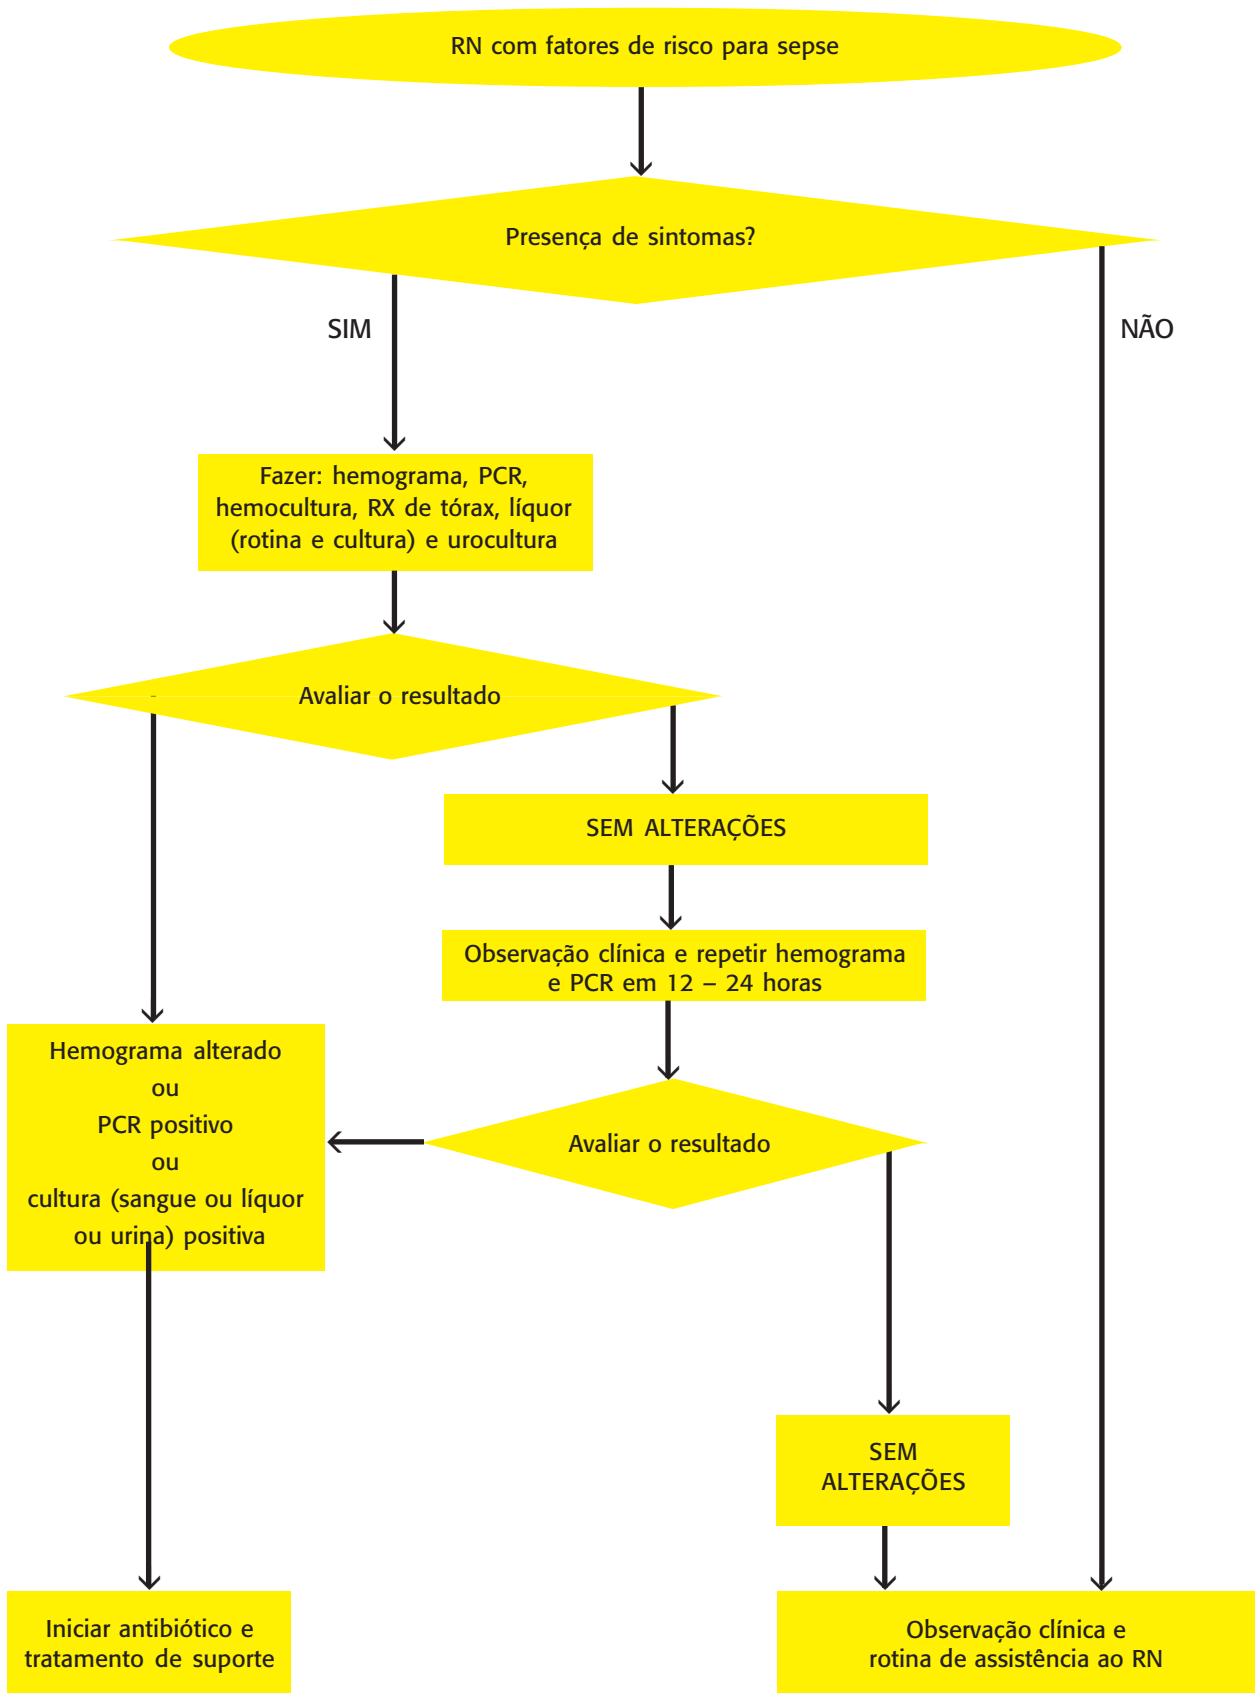 RN com fatores de risco para sepse
Presença de sintomas?
SIM
NÃO
Fazer: hemograma, PCR,
hemocultura, RX de tórax, líquor
(rotina e cultura) e urocultura
Avaliar o resultado
SEM ALTERAÇÕES
Observação clínica e repetir hemograma
e PCR em 12 – 24 horas
Hemograma alterado
ou
PCR positivo
ou
cultura (sangue ou líquor
ou urina) positiva
Avaliar o resultado
SEM
ALTERAÇÕES
Iniciar antibiótico e
tratamento de suporte
Observação clínica e
rotina de assistência ao RN